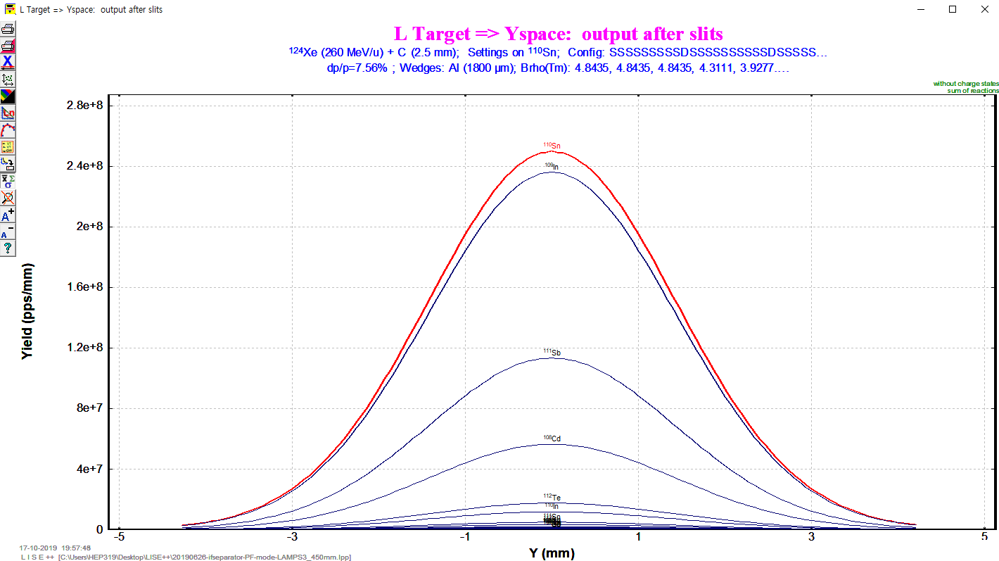 L Target => Yspace: output after slits
L Target => Yspace: output after slits
¹²⁴Xe (260 MeV/u) + C (2.5 mm); Settings on ¹¹⁰Sn; Config: SSSSSSSSSDSSSSSSSSSSDSSSSS...
dp/p=7.56% ; Wedges: Al (1800 µm); Brho(Tm): 4.8435, 4.8435, 4.8435, 4.3111, 3.9277....
without charge states
sum of reactions
2.8e+8
2.4e+8
2e+8
1.6e+8
1.2e+8
8e+7
4e+7
0
Yield (pps/mm)
¹¹⁰Sn
¹⁰⁹In
¹¹¹Sb
¹⁰⁸Cd
¹¹²Te
¹¹⁰In
¹¹¹Sn
-5
-3
-1
1
3
5
Y (mm)
17-10-2019 19:57:48
L I S E ++ [C:\Users\HEP319\Desktop\LISE++\20190626-ifseparator-PF-mode-LAMPS3_450mm.lpp]